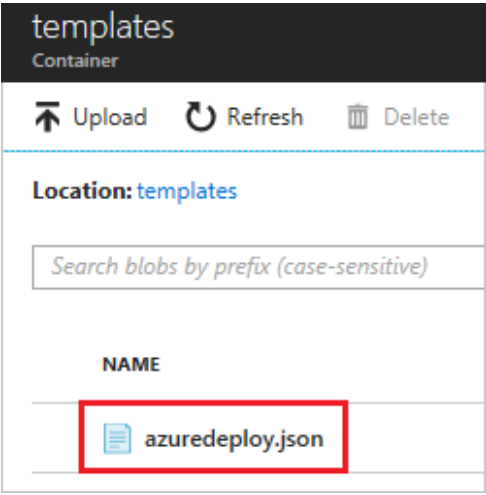 templates
Container
Upload Refresh Delete
Location: templates
Search blobs by prefix (case-sensitive)
NAME
azuredeploy.json